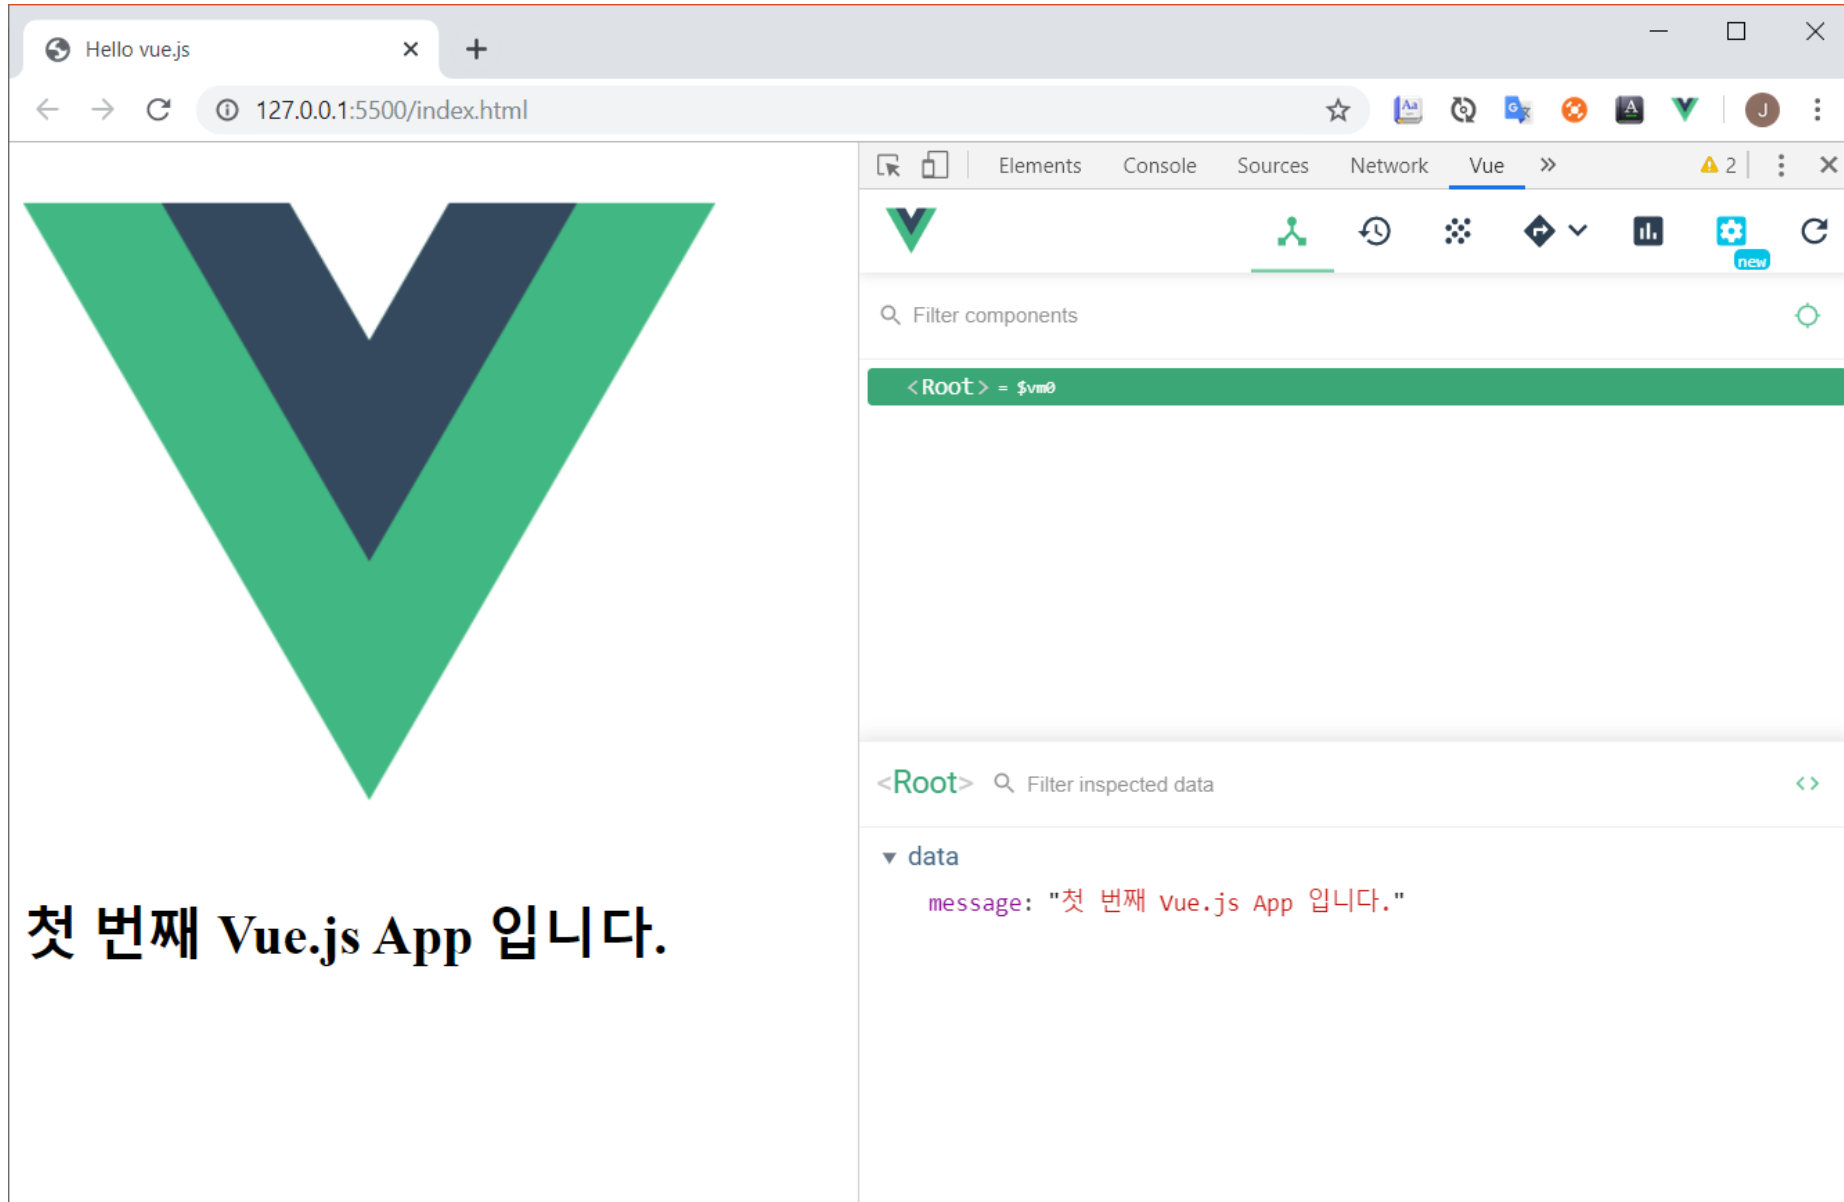 Hello vue.js
127.0.0.1:5500/index.html
J
Elements Console Sources Network Vue 2
new
Filter components
<Root> = $vm0
<Root> Filter inspected data
data
message: "첫 번째 Vue.js App 입니다."
첫 번째 Vue.js App 입니다.